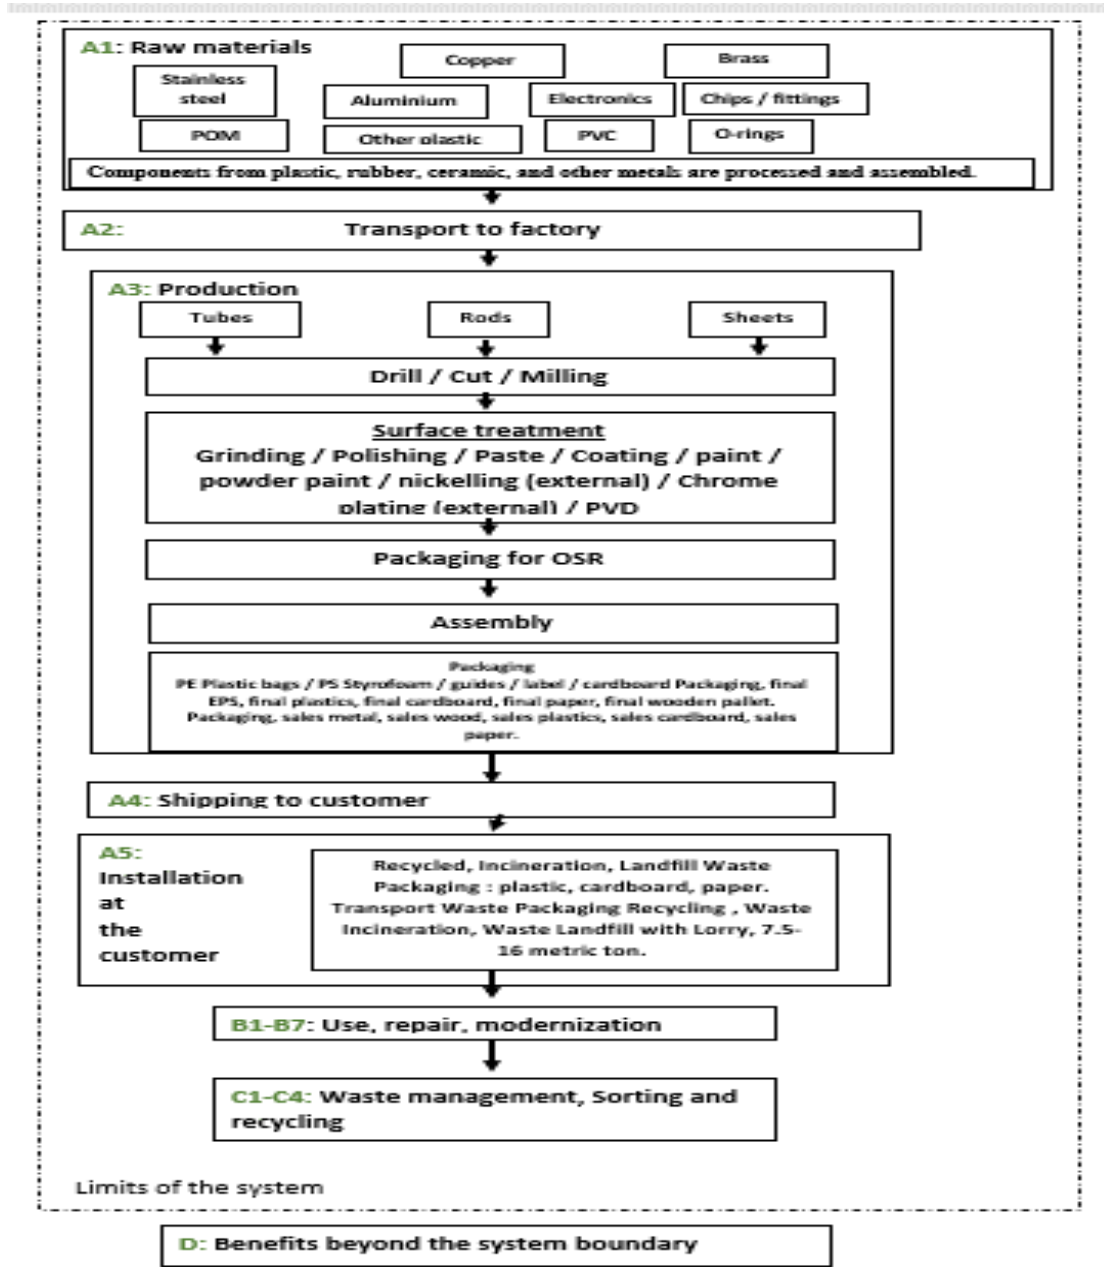 A1: Raw materials
Copper
Brass
Stainless
steel
Aluminium
Electronics
Chips / fittings
POM
Other plastic
PVC
O-rings
Components from plastic, rubber, ceramic, and other metals are processed and assembled.
A2: Transport to factory
A3: Production
Tubes
Rods
Sheets
Drill / Cut / Milling
Surface treatment
Grinding / Polishing / Paste / Coating / paint /
powder paint / nickelling (external) / Chrome
plating (external) / PVD
Packaging for OSR
Assembly
Packaging
PE Plastic bags / PS Styrofoam / guides / label / cardboard Packaging, final
EPS, final plastics, final cardboard, final paper, final wooden pallet.
Packaging, sales metal, sales wood, sales plastics, sales cardboard, sales
paper.
A4: Shipping to customer
A5:
Installation
at
the
customer
Recycled, Incineration, Landfill Waste
Packaging : plastic, cardboard, paper.
Transport Waste Packaging Recycling , Waste
Incineration, Waste Landfill with Lorry, 7.5-
16 metric ton.
B1-B7: Use, repair, modernization
C1-C4: Waste management, Sorting and
recycling
Limits of the system
D: Benefits beyond the system boundary